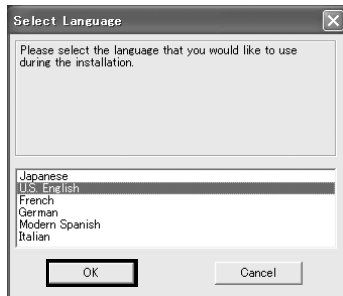 Select Language
Please select the language that you would like to use
during the installation.
Japanese
U.S. English
French
German
Modern Spanish
Italian
OK
Cancel